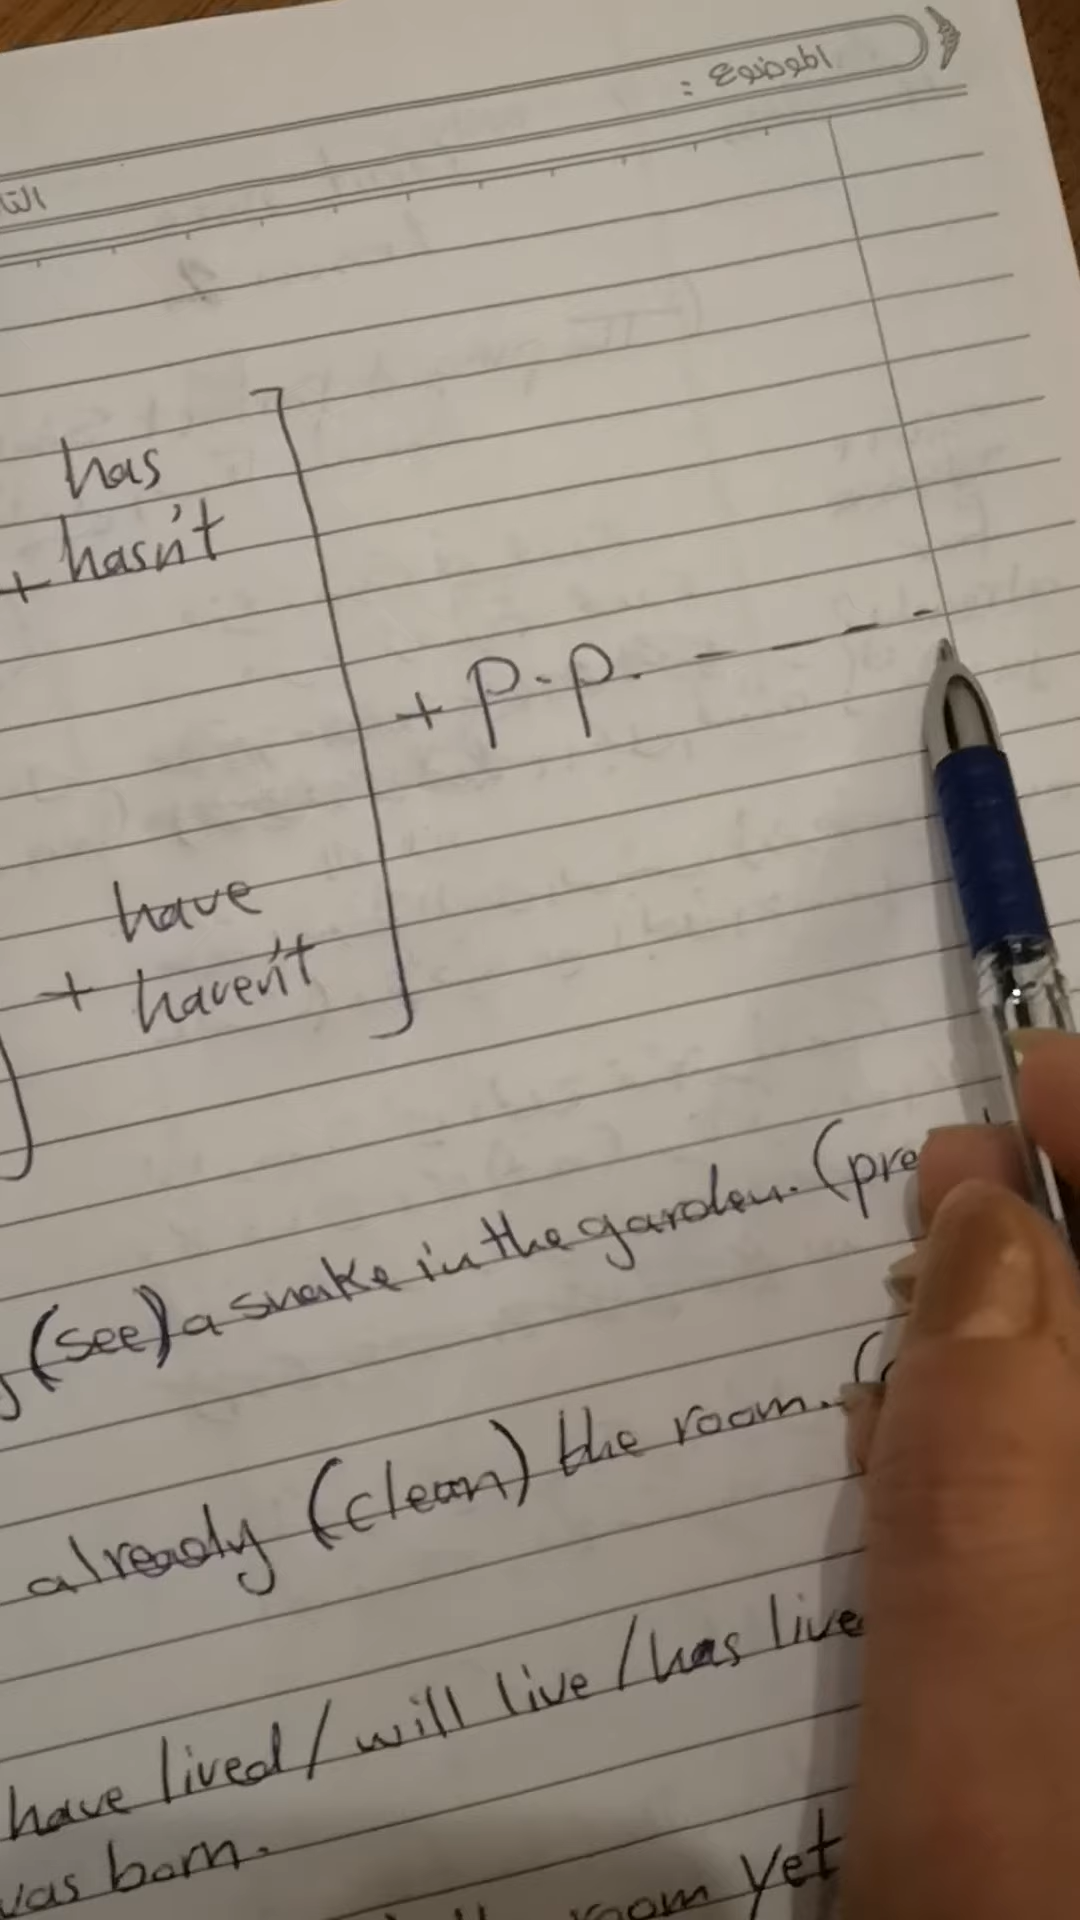 الموضوع :
التا
has
+ hasn't
+ p.p. - - - -
have
+ haven't
(see) a snake in the garden. (pre
already (clean) the room. (
have lived / will live / has live
was born.
room yet